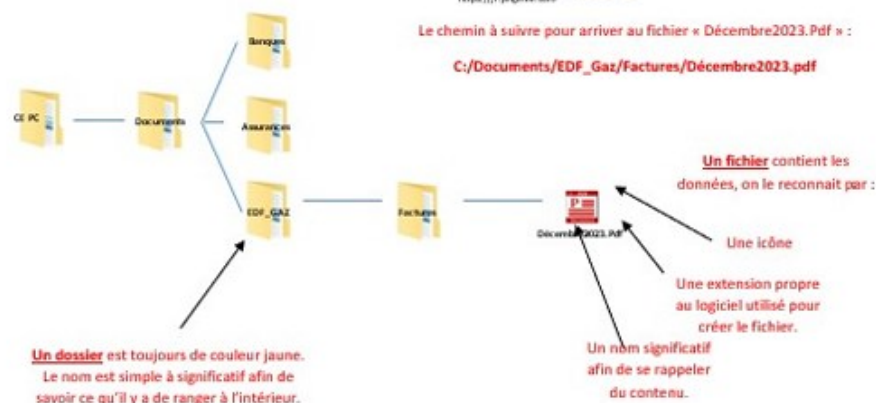 Le chemin à suivre pour arriver au fichier « Décembre2023.Pdf » :
C:/Documents/EDF_Gaz/Factures/Décembre2023.pdf
Banques
CE PC
Documents
Assurances
EDF_GAZ
Factures
Décembre2023.Pdf
Un fichier contient les
données, on le reconnait par :
Une icône
Une extension propre
au logiciel utilisé pour
créer le fichier.
Un nom significatif
afin de se rappeler
du contenu.
Un dossier est toujours de couleur jaune.
Le nom est simple à significatif afin de
savoir ce qu'il y a de ranger à l'intérieur.